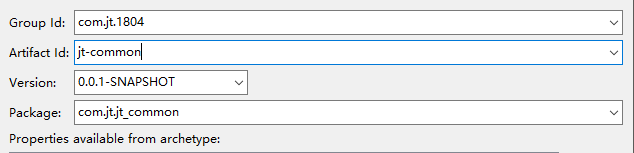 Group Id: com.jt.1804
Artifact Id: jt-common
Version: 0.0.1-SNAPSHOT
Package: com.jt.jt_common
Properties available from archetype: